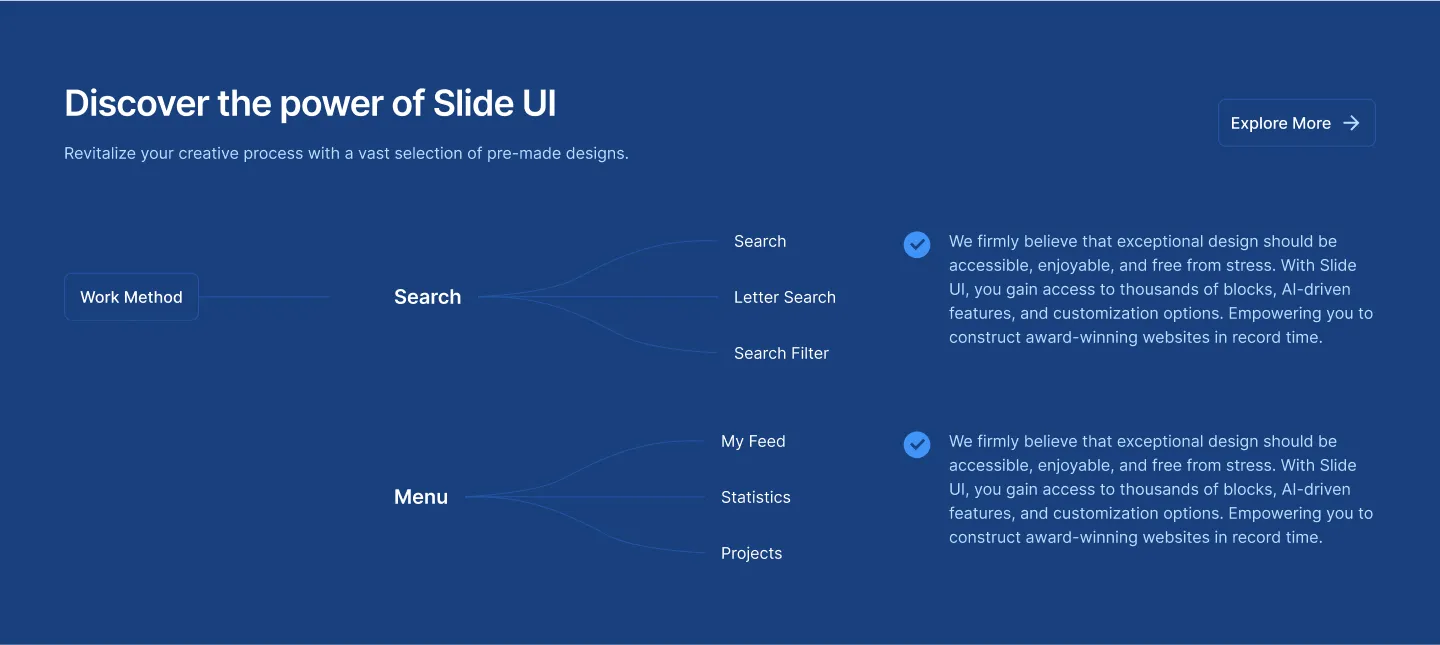 Discover the power of Slide UI
Revitalize your creative process with a vast selection of pre-made designs.
Explore More
Work Method
Search
Search
Letter Search
Search Filter
We firmly believe that exceptional design should be
accessible, enjoyable, and free from stress. With Slide
UI, you gain access to thousands of blocks, AI-driven
features, and customization options. Empowering you to
construct award-winning websites in record time.
Menu
My Feed
Statistics
Projects
We firmly believe that exceptional design should be
accessible, enjoyable, and free from stress. With Slide
UI, you gain access to thousands of blocks, AI-driven
features, and customization options. Empowering you to
construct award-winning websites in record time.